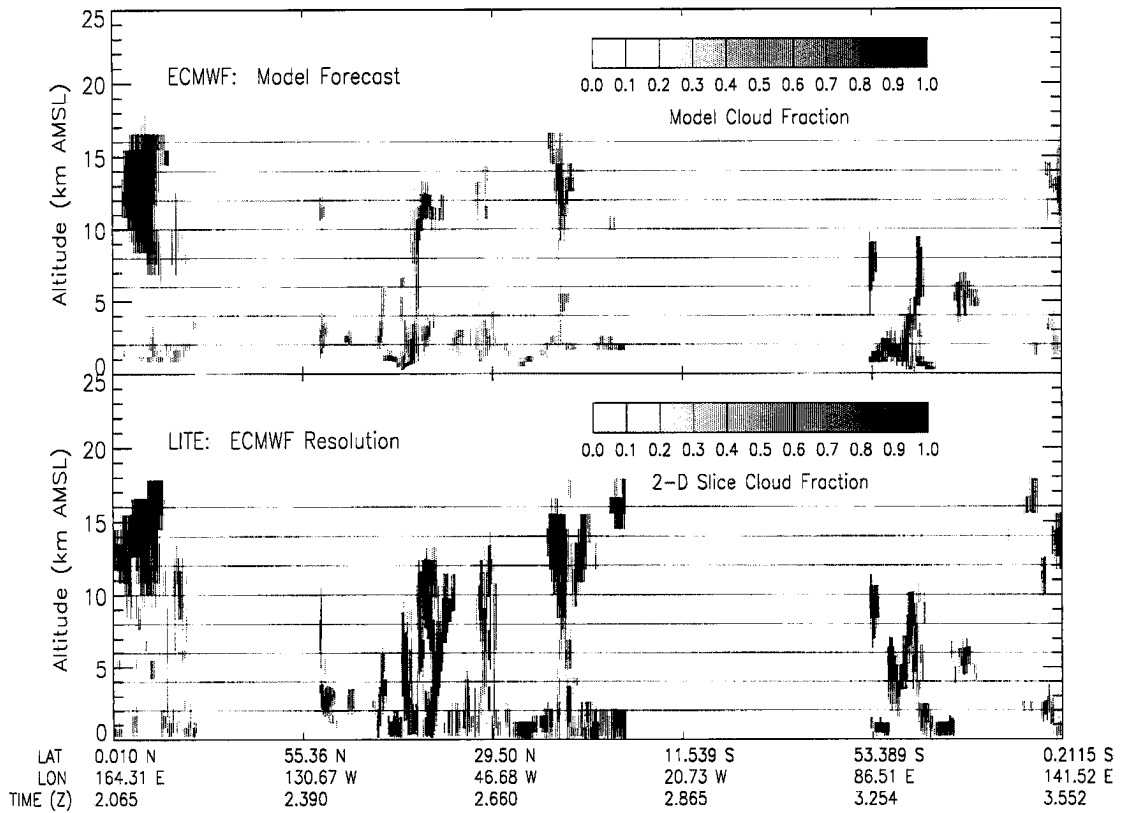 25
20
15
10
5
0
Altitude (km AMSL)
ECMWF: Model Forecast
0.0 0.1 0.2 0.3 0.4 0.5 0.6 0.7 0.8 0.9 1.0
Model Cloud Fraction
25
20
15
10
5
0
Altitude (km AMSL)
LITE: ECMWF Resolution
0.0 0.1 0.2 0.3 0.4 0.5 0.6 0.7 0.8 0.9 1.0
2-D Slice Cloud Fraction
LAT 0.010 N 55.36 N 29.50 N 11.539 S 53.389 S 0.2115 S
LON 164.31 E 130.67 W 46.68 W 20.73 W 86.51 E 141.52 E
TIME (Z) 2.065 2.390 2.660 2.865 3.254 3.552